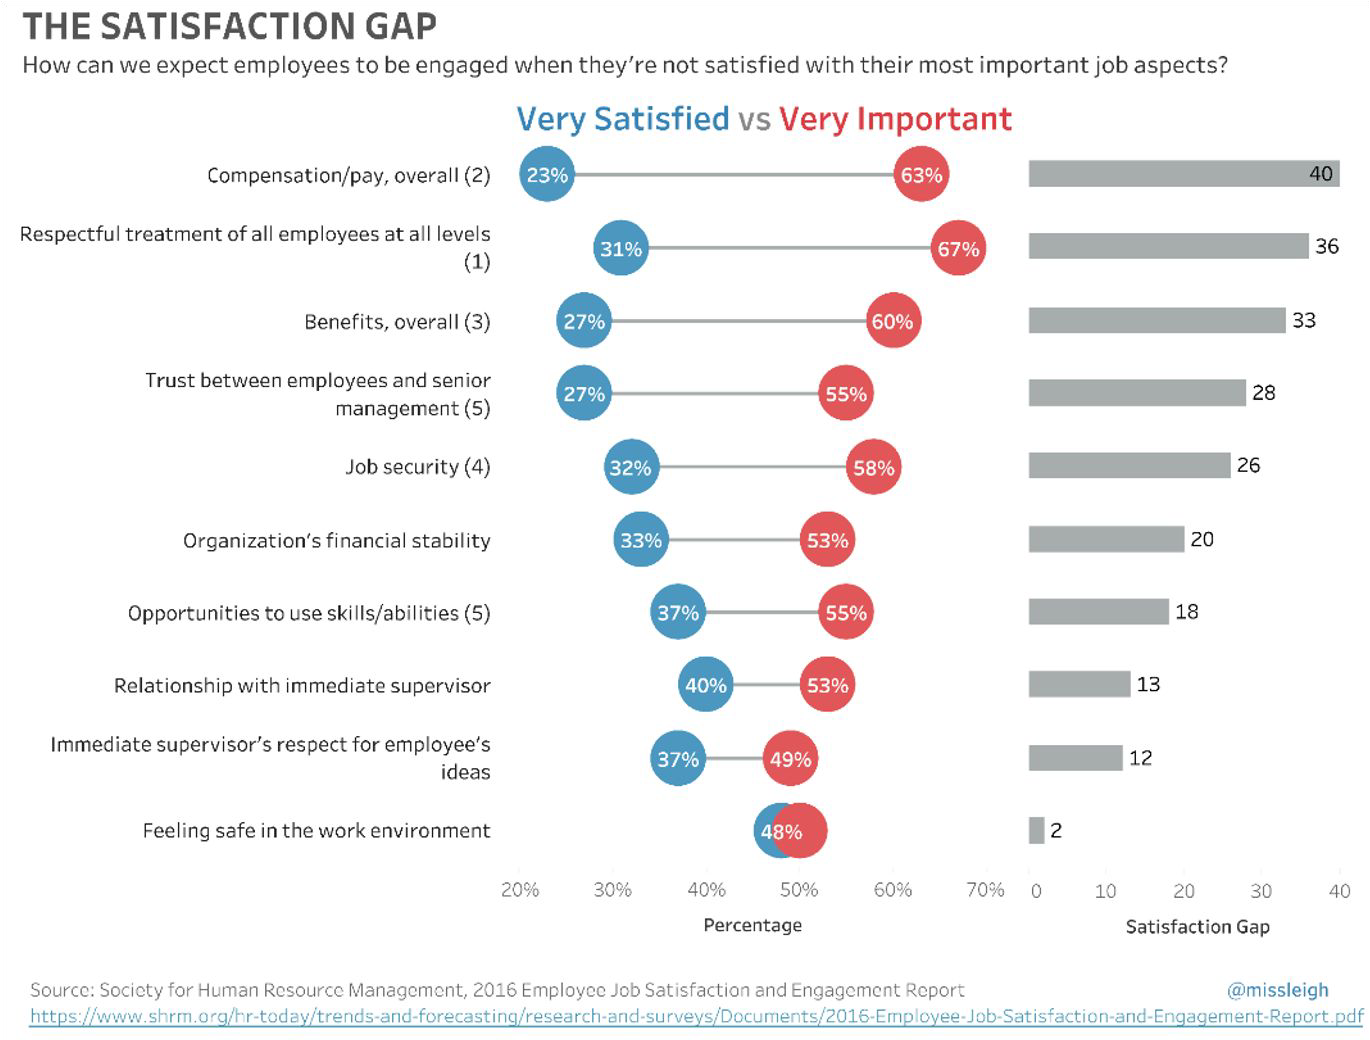 THE SATISFACTION GAP
How can we expect employees to be engaged when they're not satisfied with their most important job aspects?
Very Satisfied vs Very Important
Compensation/pay, overall (2) 23% 63% 40
Respectful treatment of all employees at all levels
(1) 31% 67% 36
Benefits, overall (3) 27% 60% 33
Trust between employees and senior
management (5) 27% 55% 28
Job security (4) 32% 58% 26
Organization's financial stability 33% 53% 20
Opportunities to use skills/abilities (5) 37% 55% 18
Relationship with immediate supervisor 40% 53% 13
Immediate supervisor's respect for employee's
ideas 37% 49% 12
Feeling safe in the work environment 48% 2
20% 30% 40% 50% 60% 70% 0 10 20 30 40
Percentage Satisfaction Gap
Source: Society for Human Resource Management, 2016 Employee Job Satisfaction and Engagement Report @missleigh
https://www.shrm.org/hr-today/trends-and-forecasting/research-and-surveys/Documents/2016-Employee-Job-Satisfaction-and-Engagement-Report.pdf